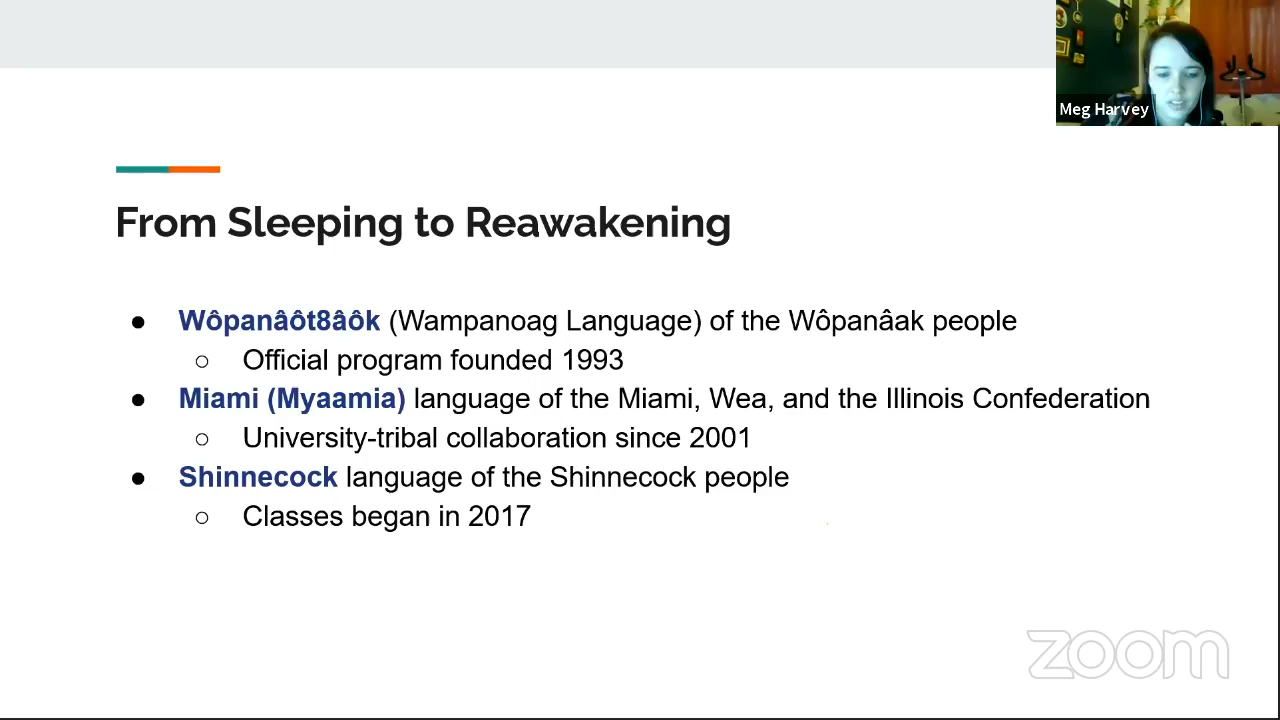 Meg Harvey
From Sleeping to Reawakening
● Wôpanâôt8âôk (Wampanoag Language) of the Wôpanâak people
○ Official program founded 1993
● Miami (Myaamia) language of the Miami, Wea, and the Illinois Confederation
○ University-tribal collaboration since 2001
● Shinnecock language of the Shinnecock people
○ Classes began in 2017
zoom